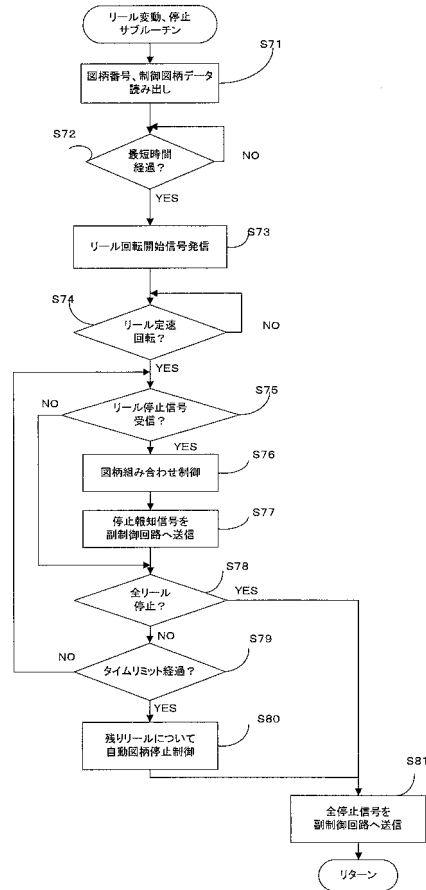 リール変動、停止
サブルーチン
S71
図柄番号、制御図柄データ
読み出し
S72
最短時間
経過?
NO
YES
S73
リール回転開始信号発信
S74
リール定速
回転?
NO
YES
S75
NO
リール停止信号
受信?
YES
S76
図柄組み合わせ制御
S77
停止報知信号を
副制御回路へ送信
S78
全リール
停止?
YES
NO
S79
NO
タイムリミット経過?
YES
S80
残りリールについて
自動図柄停止制御
S81
全停止信号を
副制御回路へ送信
リターン